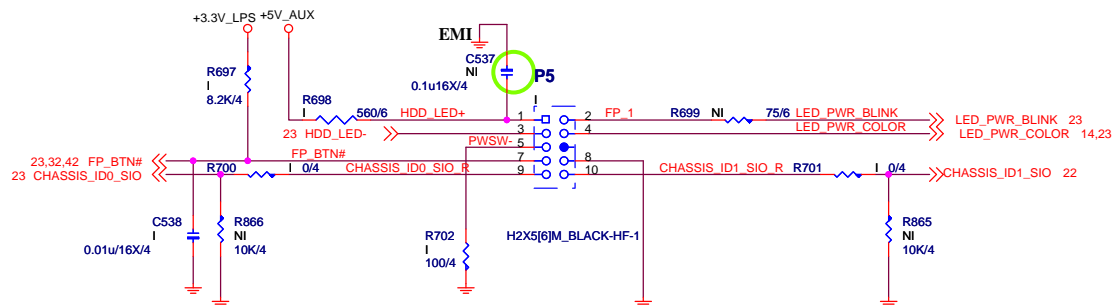 +3.3V_LPS
+5V_AUX
EMI
C537
NI
0.1u16X/4
P5
I
R697
I
8.2K/4
R698
I
560/6
HDD_LED+
1
2
FP_1
R699
NI
75/6
LED_PWR_BLINK
LED_PWR_BLINK 23
23 HDD_LED-
3
4
LED_PWR_COLOR
LED_PWR_COLOR 14,23
PWSW-
5
23,32,42 FP_BTN#
FP_BTN#
7
8
23 CHASSIS_ID0_SIO
R700
I
0/4
CHASSIS_ID0_SIO_R
9
10
CHASSIS_ID1_SIO_R
R701
I
0/4
CHASSIS_ID1_SIO 22
C538
I
0.01u/16X/4
R866
NI
10K/4
R702
I
100/4
H2X5[6]M_BLACK-HF-1
R865
NI
10K/4